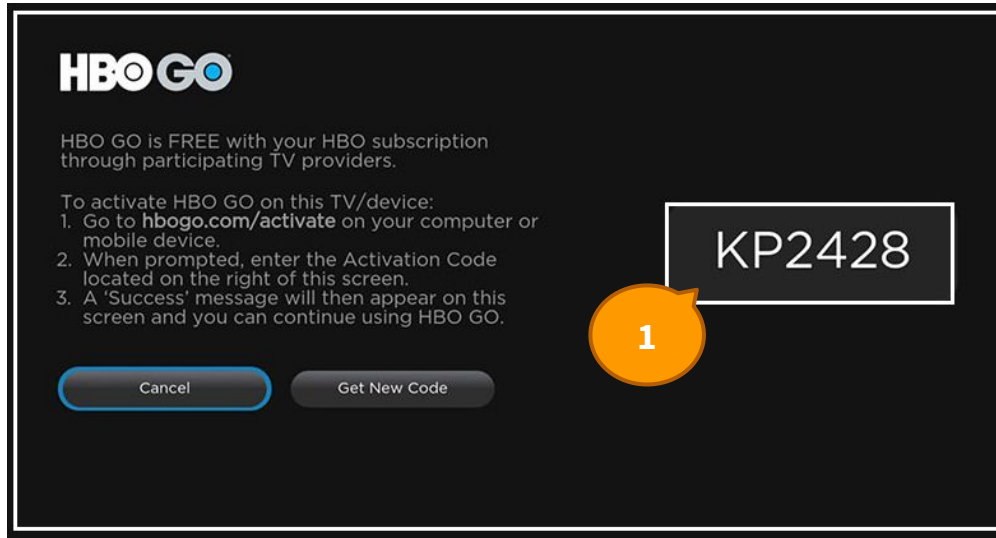 HBO GO
HBO GO is FREE with your HBO subscription
through participating TV providers.
To activate HBO GO on this TV/device:
1. Go to hbogo.com/activate on your computer or
mobile device.
2. When prompted, enter the Activation Code
located on the right of this screen.
3. A ‘Success’ message will then appear on this
screen and you can continue using HBO GO.
Cancel
Get New Code
KP2428
1